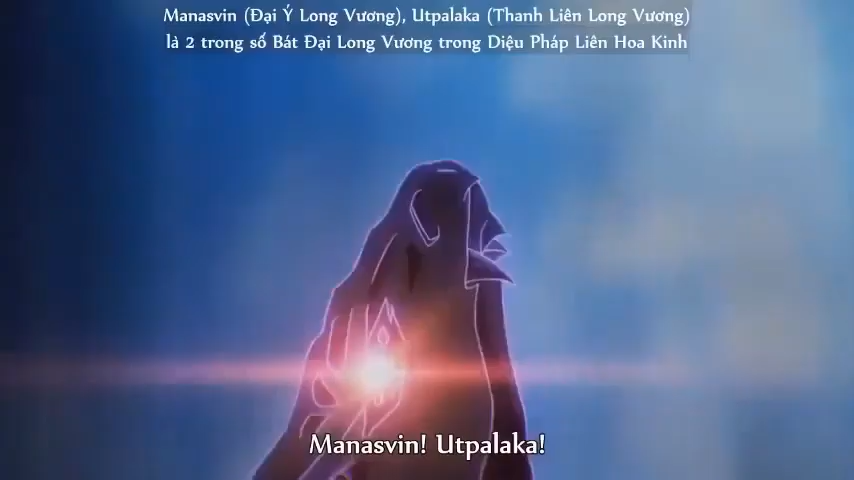 Manasvin (Đại Ý Long Vương), Utpalaka (Thanh Liên Long Vương)
là 2 trong số Bát Đại Long Vương trong Diệu Pháp Liên Hoa Kinh
Manasvin! Utpalaka!